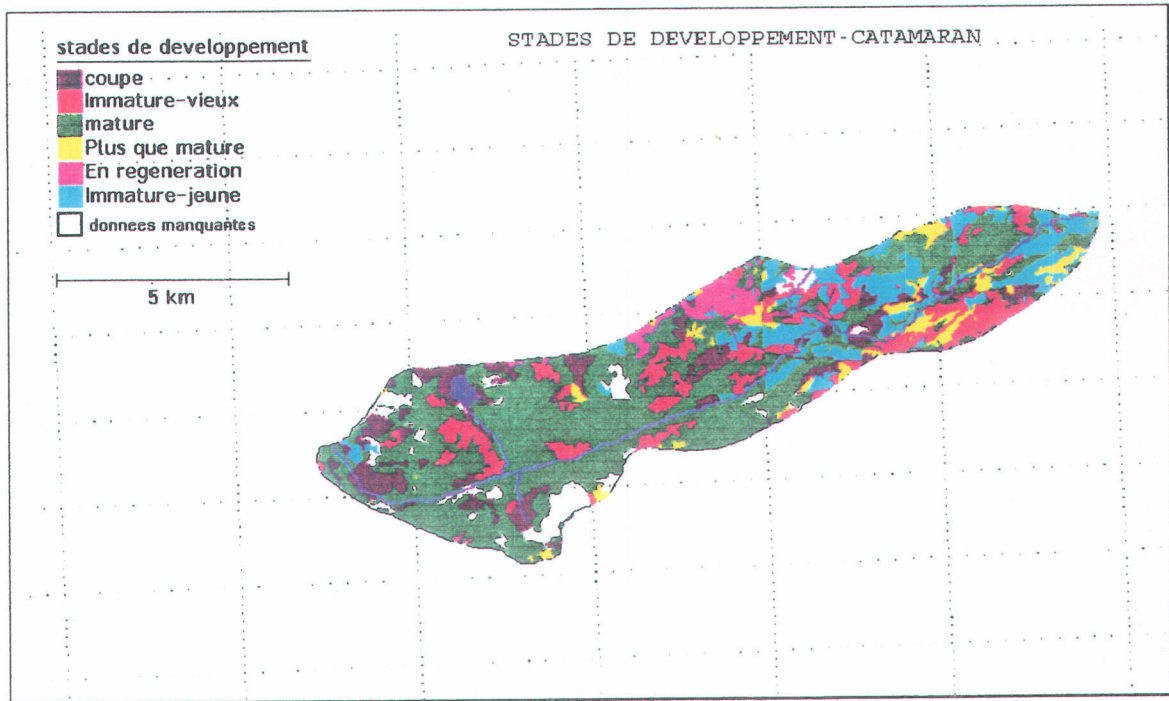 STADES DE DEVELOPPEMENT-CATAMARAN
stades de developpement
coupe
Immature-vieux
mature
Plus que mature
En regeneration
Immature-jeune
donnees manquantes
5 km